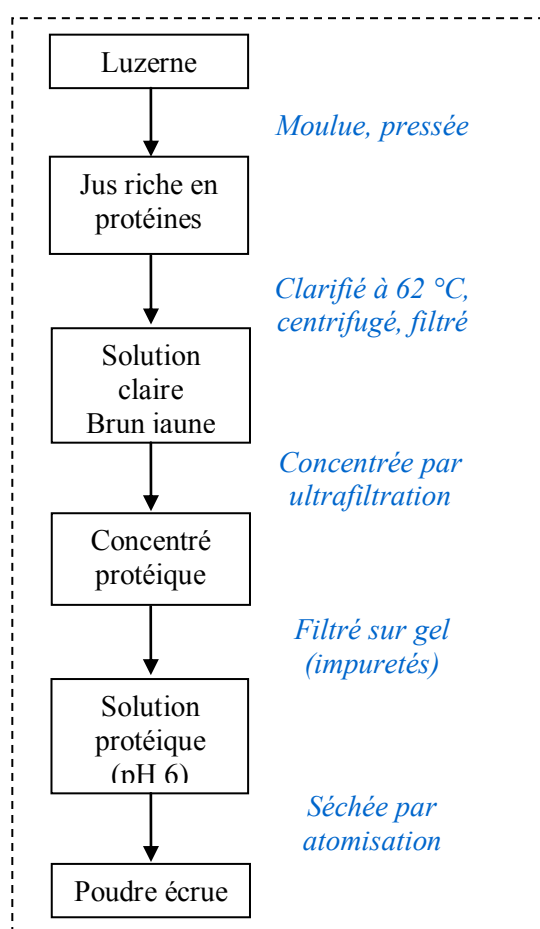 Luzerne
Moulue, pressée
Jus riche en
protéines
Clarifié à 62 °C,
centrifugé, filtré
Solution
claire
Brun jaune
Concentrée par
ultrafiltration
Concentré
protéique
Filtré sur gel
(impuretés)
Solution
protéique
(pH 6)
Séchée par
atomisation
Poudre écrue